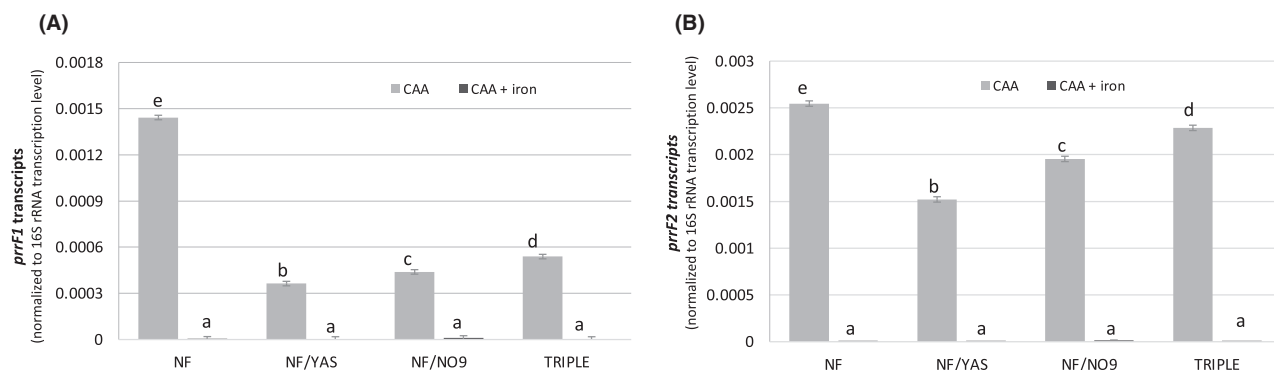 (A)
prrF1 transcripts
(normalized to 16S rRNA transcription level)
0.0018
0.0015
0.0012
0.0009
0.0006
0.0003
0
CAA CAA + iron
e
a
b
a
c
a
d
a
NF NF/YAS NF/NO9 TRIPLE
(B)
prrF2 transcripts
(normalized to 16S rRNA transcription level)
0.003
0.0025
0.002
0.0015
0.001
0.0005
0
CAA CAA + iron
e
a
b
a
c
a
d
a
NF NF/YAS NF/NO9 TRIPLE